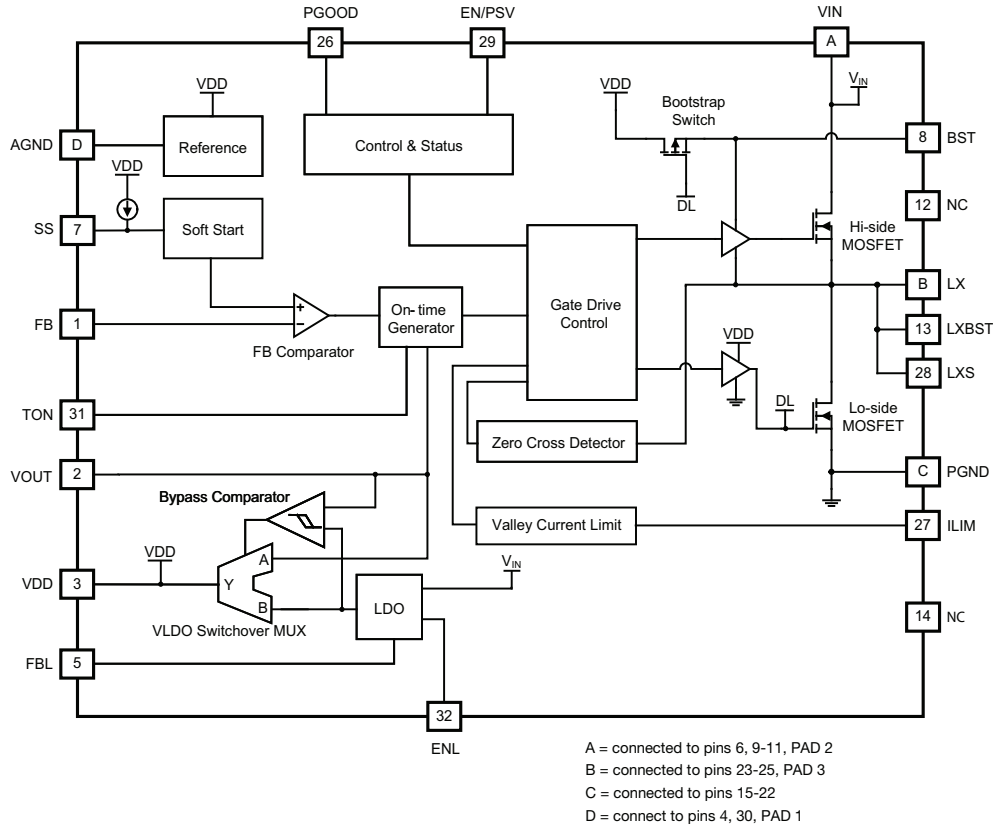 PGOOD
EN/PSV
VIN
26
29
A
VDD
VDD
Bootstrap
Switch
VIN
AGND
D
Reference
Control & Status
8
BST
VDD
DL
12
NC
SS
7
Soft Start
Hi-side
MOSFET
B
LX
FB
1
+
−
FB Comparator
On-time
Generator
Gate Drive
Control
13
LXBST
VDD
28
LXS
TON
31
DL
Lo-side
MOSFET
Zero Cross Detector
VOUT
2
C
PGND
Bypass Comparator
Valley Current Limit
27
ILIM
VDD
A
VIN
VDD
3
Y
B
LDO
14
NC
VLDO Switchover MUX
FBL
5
32
ENL
A = connected to pins 6, 9-11, PAD 2
B = connected to pins 23-25, PAD 3
C = connected to pins 15-22
D = connect to pins 4, 30, PAD 1